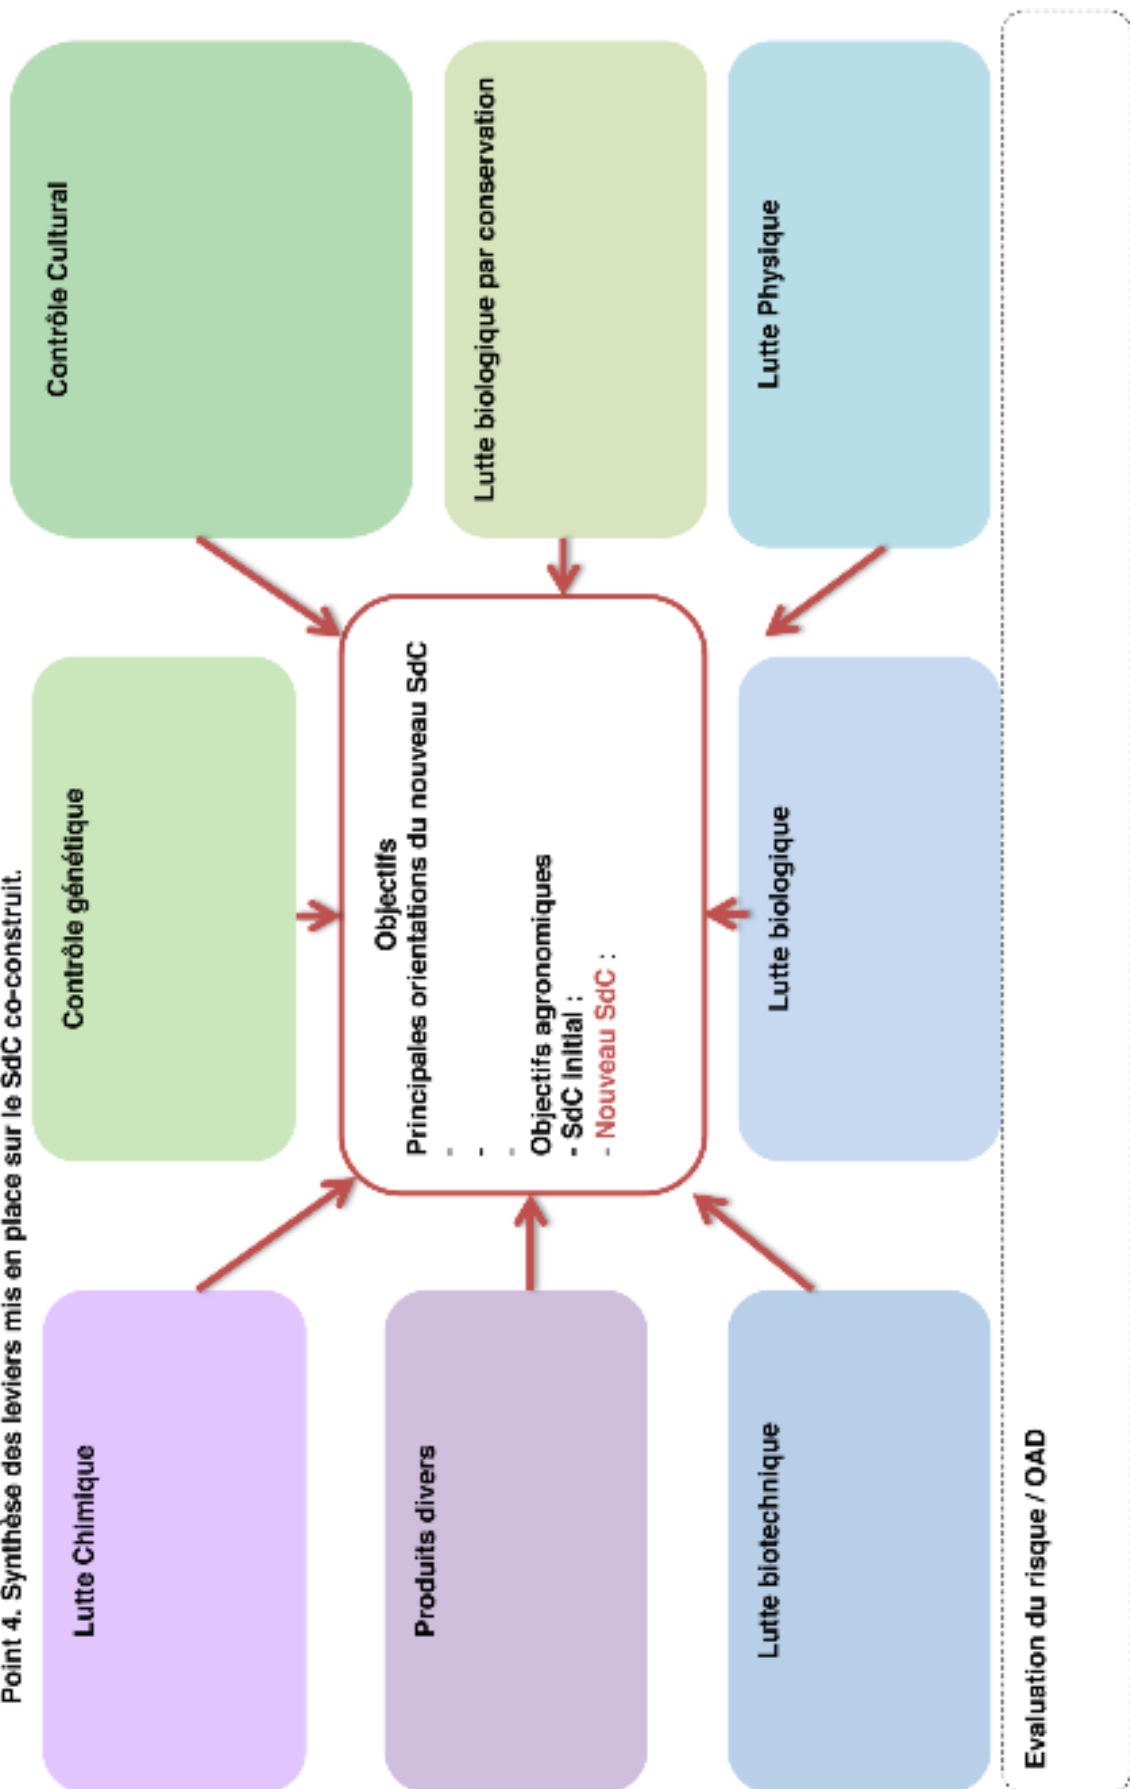 Point 4. Synthèse des leviers mis en place sur le SdC co-construit.
Lutte Chimique
Contrôle génétique
Contrôle Cultural
Produits divers
Objectifs
Principales orientations du nouveau SdC
-
-
-
Objectifs agronomiques
- SdC Initial :
- Nouveau SdC :
Lutte biologique par conservation
Lutte biotechnique
Lutte biologique
Lutte Physique
Evaluation du risque / OAD